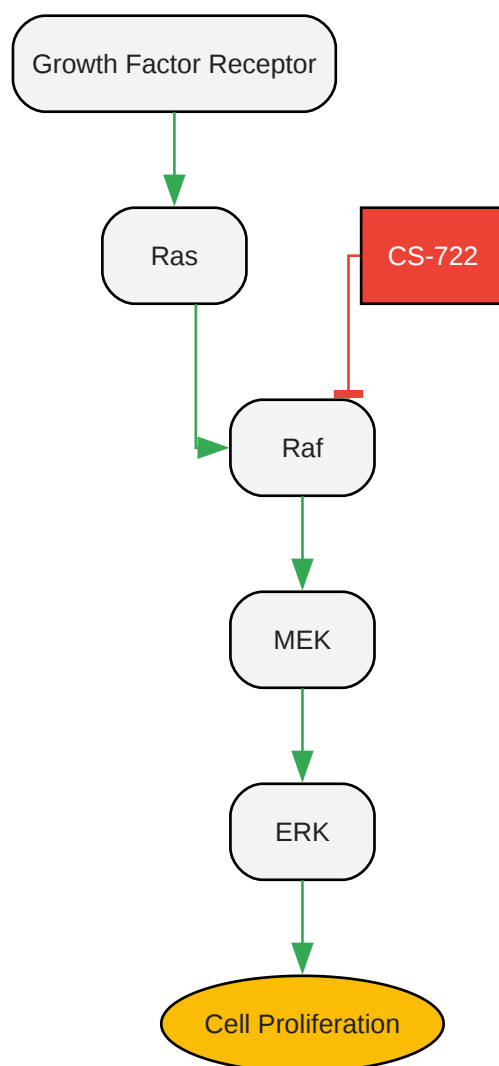 Growth Factor Receptor
Ras
CS-722
Raf
MEK
ERK
Cell Proliferation